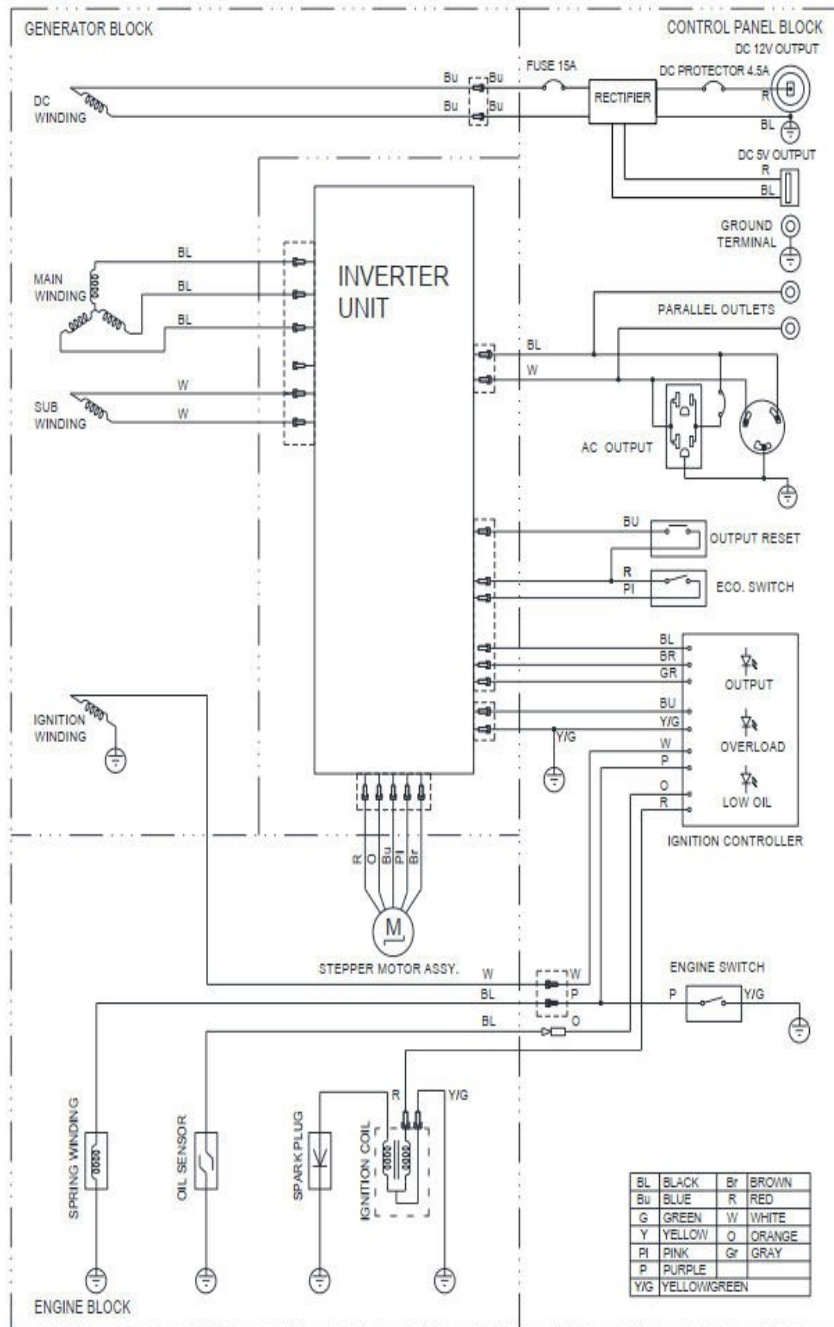 GENERATOR BLOCK
CONTROL PANEL BLOCK
DC 12V OUTPUT
FUSE 15A
DC PROTECTOR 4.5A
Bu Bu
Bu Bu
DC
WINDING
RECTIFIER
R
BL
DC 5V OUTPUT
R
BL
GROUND
TERMINAL
INVERTER
UNIT
BL
BL
BL
MAIN
WINDING
PARALLEL OUTLETS
BL
W
W
W
SUB
WINDING
AC OUTPUT
BU
OUTPUT RESET
R
PI
ECO. SWITCH
BL
BR
GR
OUTPUT
BU
Y/G
Y/G
OVERLOAD
W
P
O
R
LOW OIL
IGNITION CONTROLLER
IGNITION
WINDING
R
O
Bu
PI
Br
M
STEPPER MOTOR ASSY.
W W
BL P
BL O
ENGINE SWITCH
P Y/G
R Y/G
SPRING WINDING
OIL SENSOR
SPARK PLUG
IGNITION COIL
BL BLACK Br BROWN
Bu BLUE R RED
G GREEN W WHITE
Y YELLOW O ORANGE
PI PINK Gr GRAY
P PURPLE
Y/G YELLOW/GREEN
ENGINE BLOCK